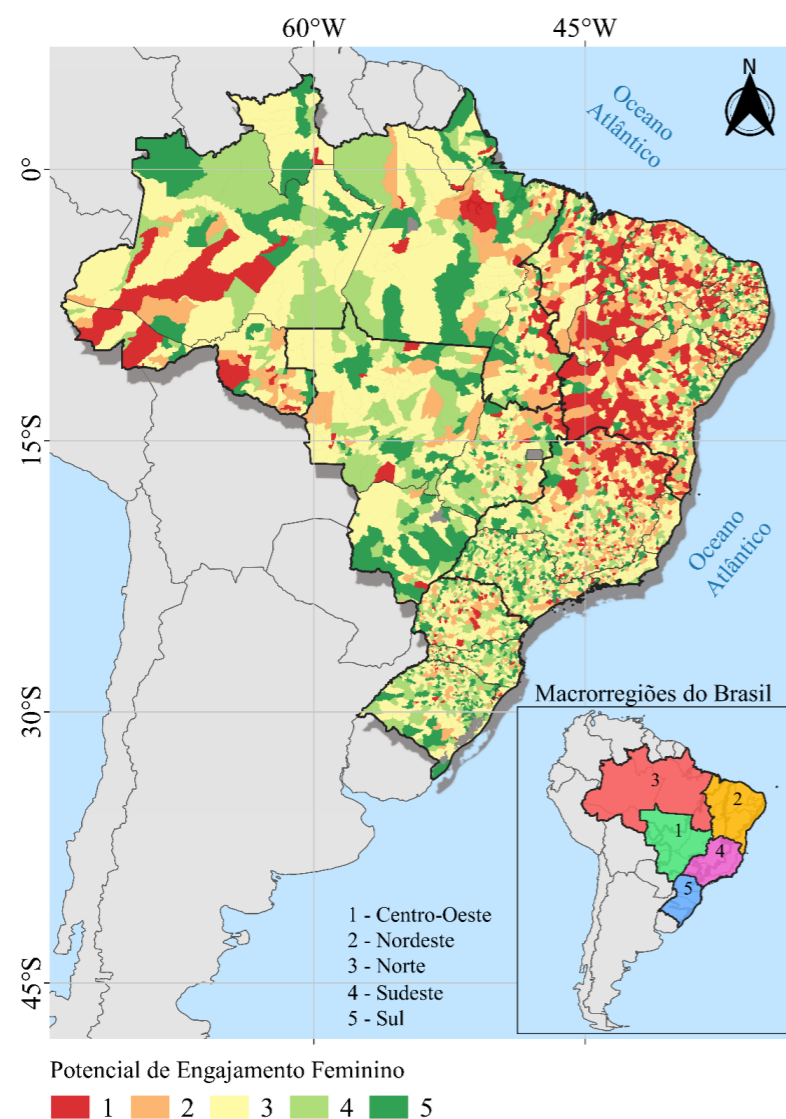 60°W 45°W
N
Oceano
Atlântico
0°
15°S
Oceano
Atlântico
30°S
Macrorregiões do Brasil
3
2
1
4
5
1 - Centro-Oeste
2 - Nordeste
3 - Norte
4 - Sudeste
5 - Sul
45°S
Potencial de Engajamento Feminino
1 2 3 4 5